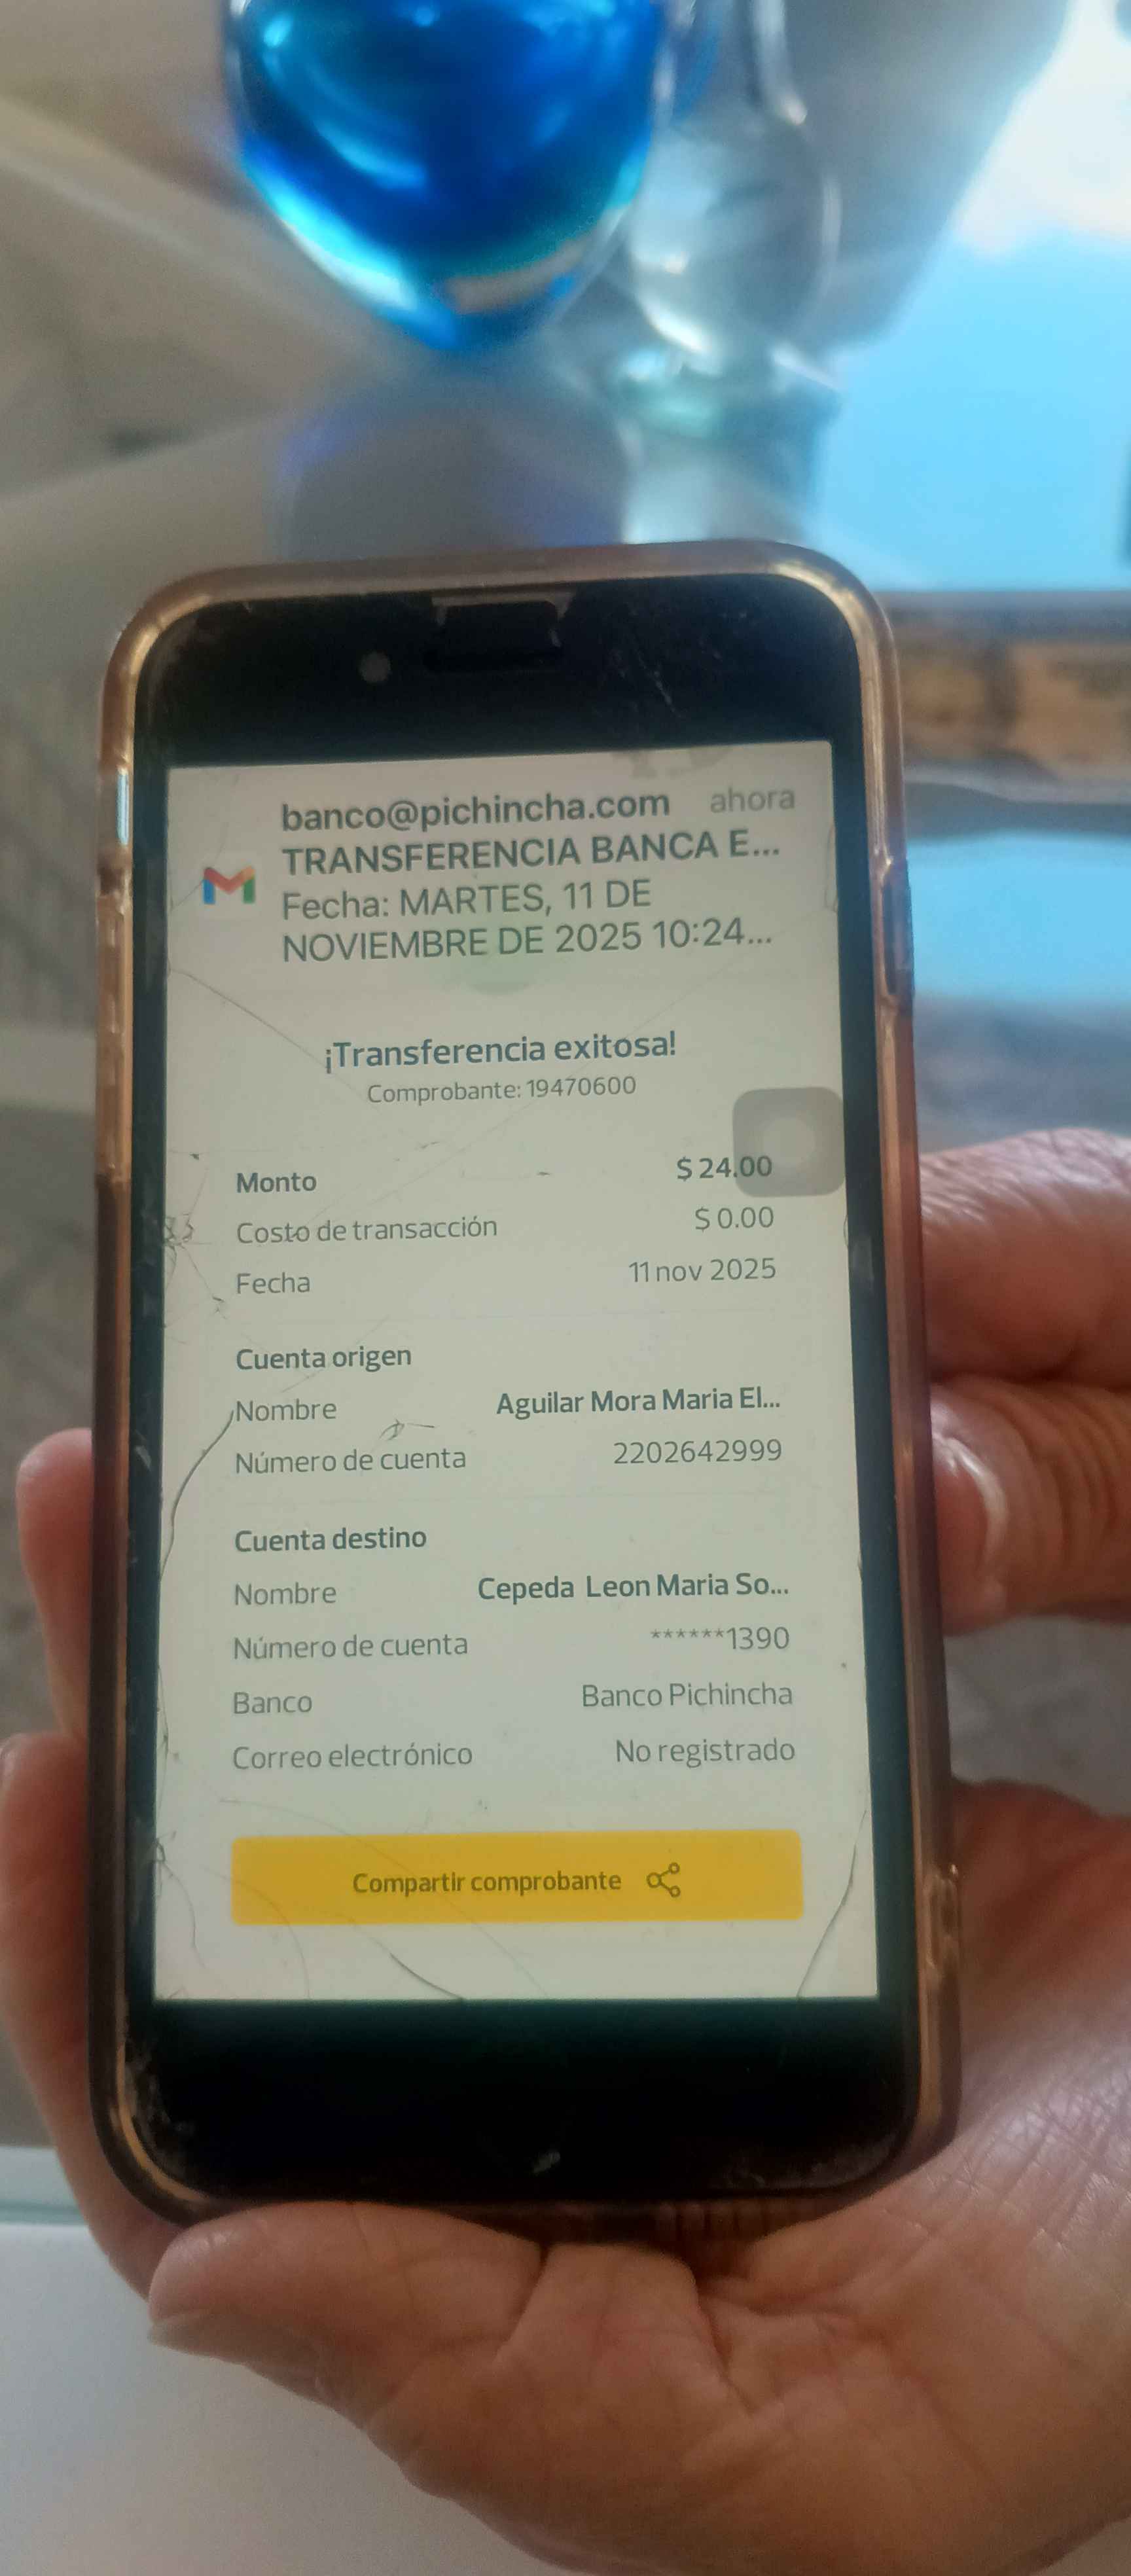 banco@pichincha.com ahora
TRANSFERENCIA BANCA E...
Fecha: MARTES, 11 DE
NOVIEMBRE DE 2025 10:24...
¡Transferencia exitosa!
Comprobante: 19470600
Monto $ 24.00
Costo de transacción $ 0.00
Fecha 11 nov 2025
Cuenta origen
Nombre Aguilar Mora Maria El...
Número de cuenta 2202642999
Cuenta destino
Nombre Cepeda Leon Maria So...
Número de cuenta ******1390
Banco Banco Pichincha
Correo electrónico No registrado
Compartir comprobante